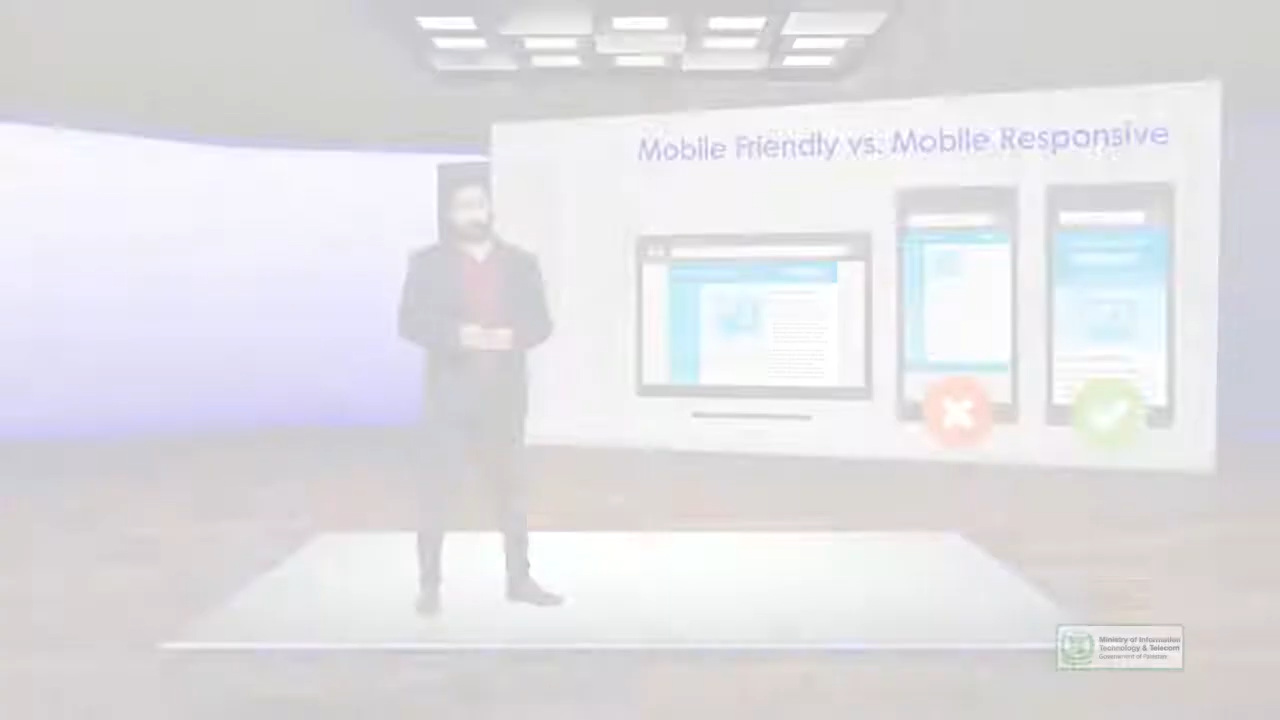 Mobile Friendly vs. Mobile Responsive
Ministry of Information
Technology & Telecom
Government of Pakistan